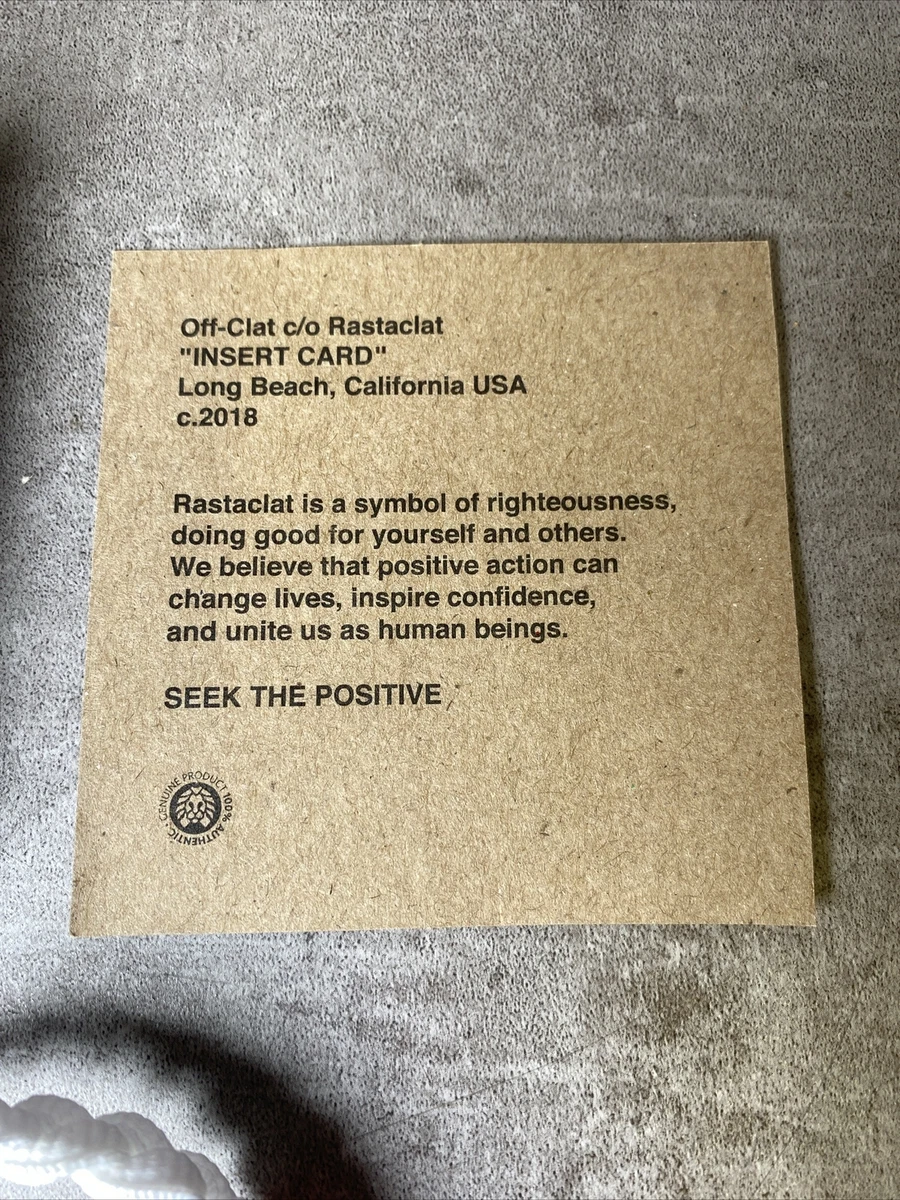 Off-Clat c/o Rastaclat
"INSERT CARD"
Long Beach, California USA
c.2018
Rastaclat is a symbol of righteousness,
doing good for yourself and others.
We believe that positive action can
change lives, inspire confidence,
and unite us as human beings.
SEEK THE POSITIVE
GENUINE PRODUCT 100% AUTHENTIC